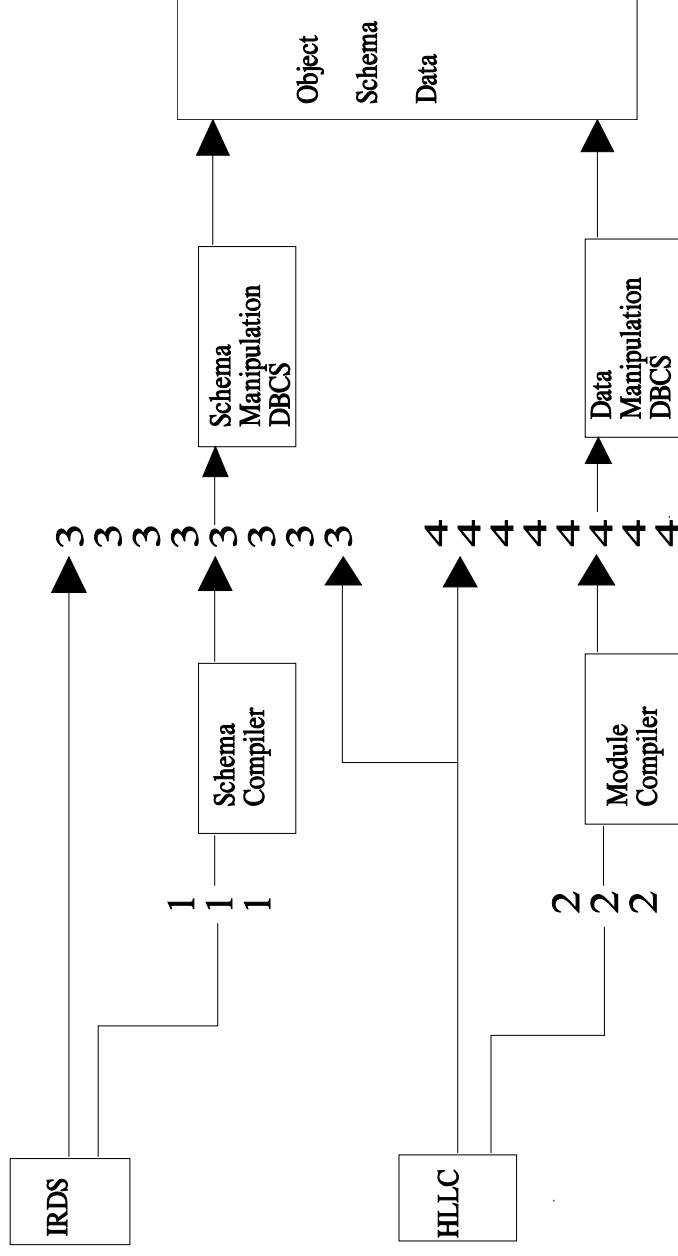 IRDS
HLLC
1 1 1
2 2 2
Schema
Compiler
Module
Compiler
3 3 3 3 3 3 3 3
4 4 4 4 4 4 4
Schema
Manipulation
DBCS
Data
Manipulation
DBCS
Object
Schema
Data